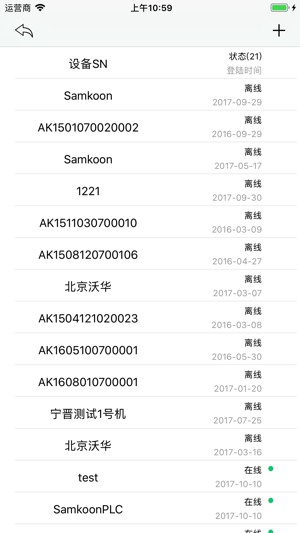 运营商 上午10:59
设备SN 状态(21)
登陆时间
Samkoon 离线
2017-09-29
AK1501070020002 离线
2016-09-29
Samkoon 离线
2017-05-17
1221 离线
2017-09-30
AK1511030700010 离线
2016-03-09
AK1508120700106 离线
2016-04-27
北京沃华 离线
2017-03-07
AK1504121020023 离线
2016-03-08
AK1605100700001 离线
2016-05-30
AK1608010700001 离线
2017-01-20
宁晋测试1号机 离线
2017-07-25
北京沃华 离线
2017-03-16
test 在线
2017-10-10
SamkoonPLC 在线
2017-10-10
在线